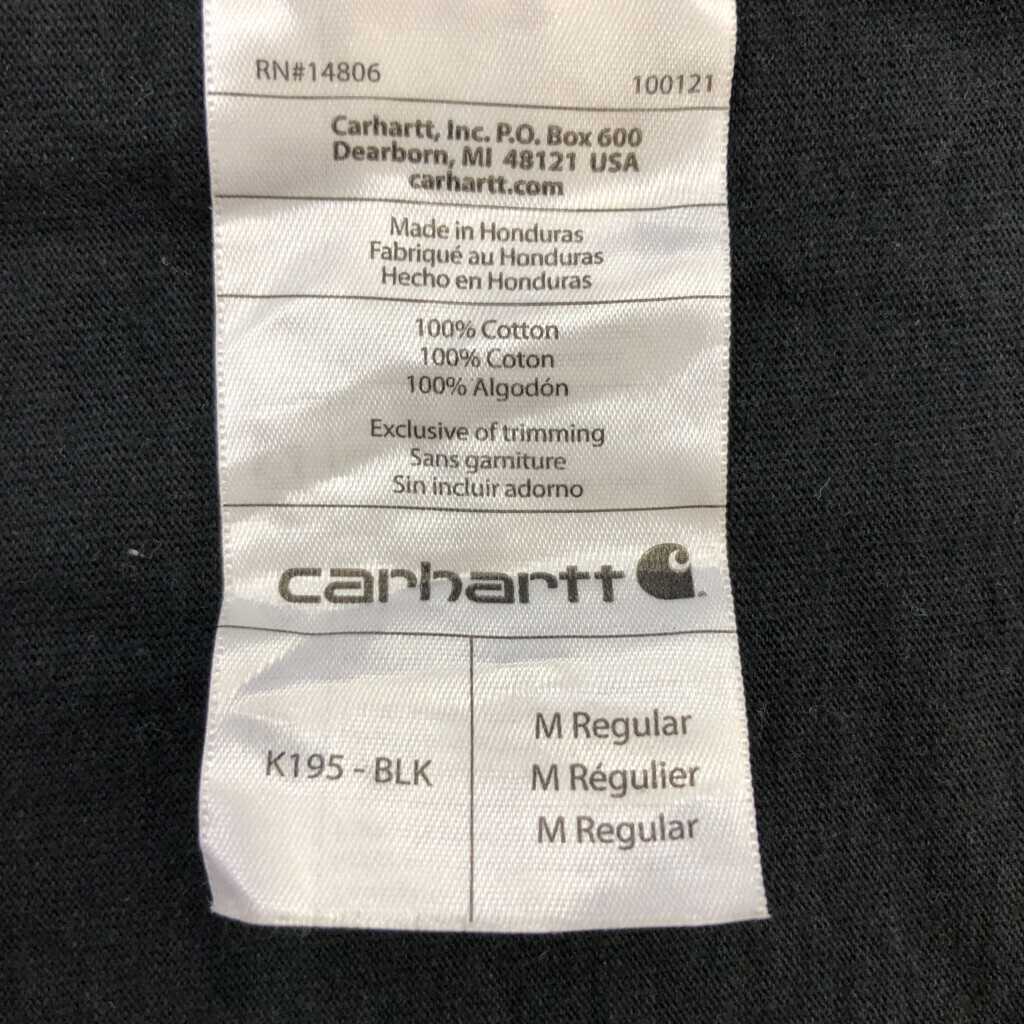 RN#14806 100121
Carhartt, Inc. P.O. Box 600
Dearborn, MI 48121 USA
carhartt.com
Made in Honduras
Fabriqué au Honduras
Hecho en Honduras
100% Cotton
100% Coton
100% Algodón
Exclusive of trimming
Sans garniture
Sin incluir adorno
carhartt
K195 - BLK
M Regular
M Régulier
M Regular